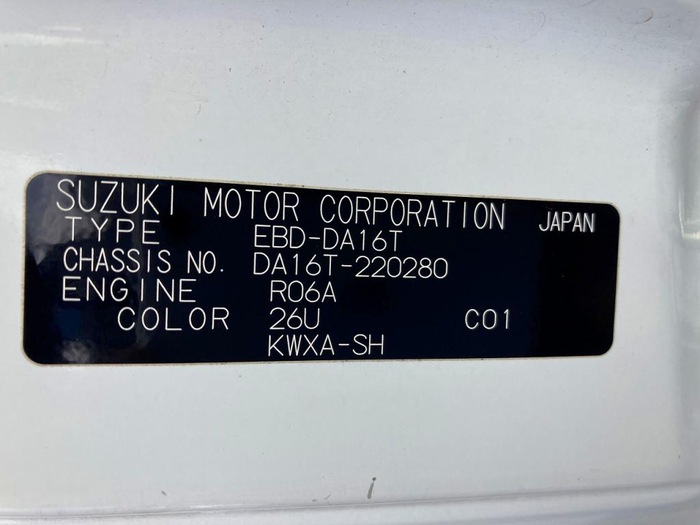 SUZUKI MOTOR CORPORATION JAPAN
TYPE EBD-DA16T
CHASSIS NO. DA16T-220280
ENGINE R06A
COLOR 26U C01
KWXA-SH